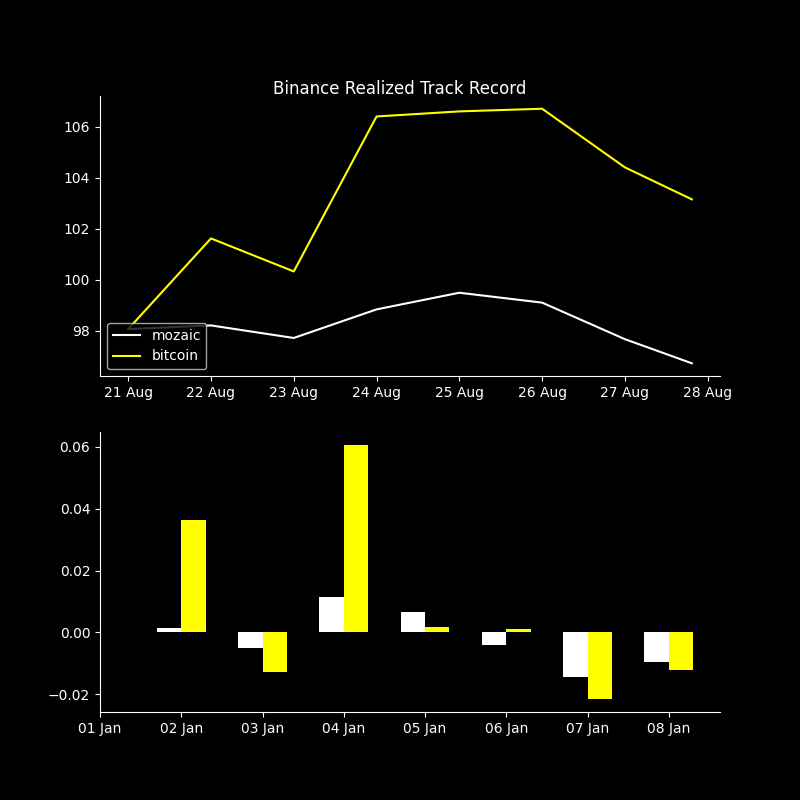 Binance Realized Track Record
106
104
102
100
98
mozaic
bitcoin
21 Aug 22 Aug 23 Aug 24 Aug 25 Aug 26 Aug 27 Aug 28 Aug
0.06
0.04
0.02
0.00
−0.02
01 Jan 02 Jan 03 Jan 04 Jan 05 Jan 06 Jan 07 Jan 08 Jan